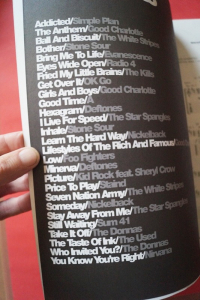 Addicted/Simple Plan
The Anthem/Good Charlotte
Ball And Biscuit/The White Stripes
Bother/Stone Sour
Bring Me To Life/Evanescence
Eyes Wide Open/Radio 4
Fried My Little Brains/The Kills
Get Over It/OK Go
Girls And Boys/Good Charlotte
Good Time/A
Hexagram/Deftones
I Live For Speed/The Star Spangles
Inhale/Stone Sour
Learn The Hard Way/Nickelback
Lifestyles Of The Rich And Famous/
Low/Foo Fighters
Minerva/Deftones
Picture/Kid Rock feat. Sheryl Crow
Price To Play/Staind
Seven Nation Army/The White Stripes
Someday/Nickelback
Stay Away From Me/The Star Spangles
Still Waiting/Sum 41
Take It Off/The Donnas
The Taste Of Ink/The Used
Who Invited You?/The Donnas
You Know You're Right/Nirvana